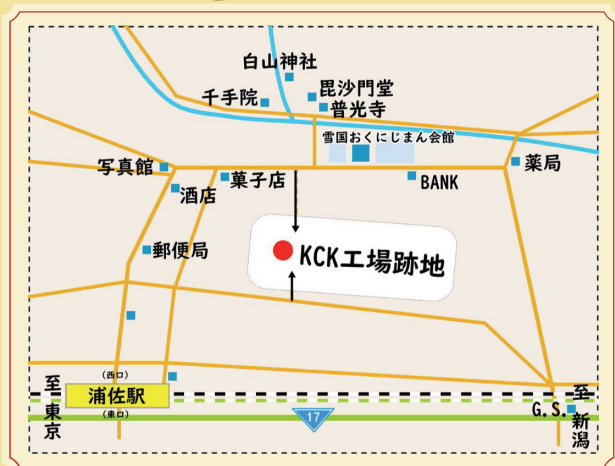 白山神社
千手院
毘沙門堂
普光寺
雪国おくにじまん会館
写真館
酒店
菓子店
BANK
薬局
郵便局
KCK工場跡地
(西口)
浦佐駅
(東口)
至東京
17
G.S.
至新潟